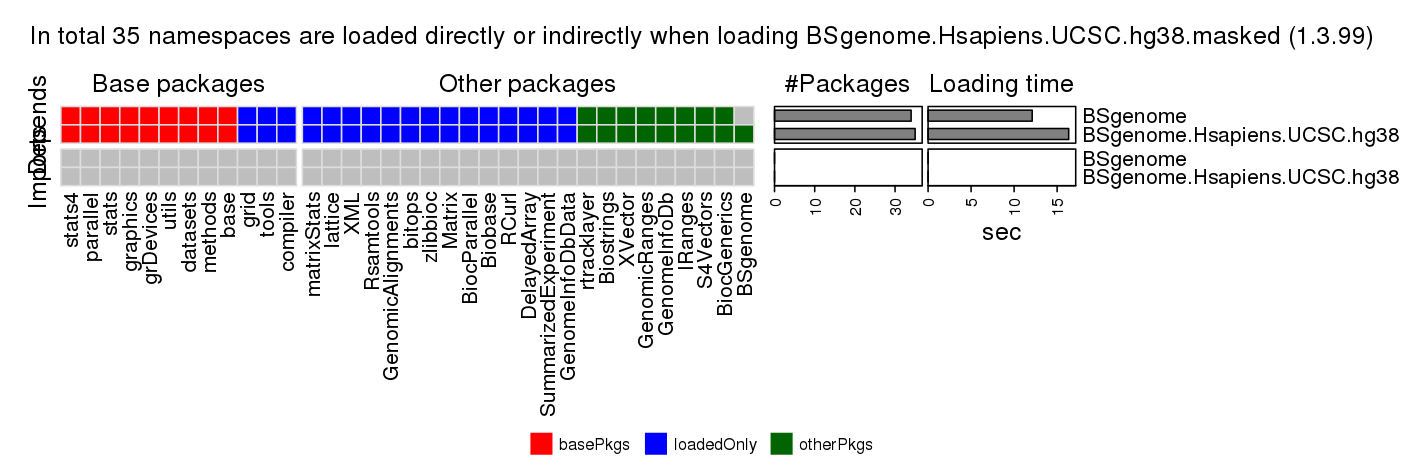 In total 35 namespaces are loaded directly or indirectly when loading BSgenome.Hsapiens.UCSC.hg38.masked (1.3.99)
Base packages
Other packages
#Packages
Loading time
Depends
Imports
BSgenome
BSgenome.Hsapiens.UCSC.hg38
BSgenome
BSgenome.Hsapiens.UCSC.hg38
stats4
parallel
stats
graphics
grDevices
utils
datasets
methods
base
grid
tools
compiler
matrixStats
lattice
XML
Rsamtools
GenomicAlignments
bitops
zlibbioc
Matrix
BiocParallel
Biobase
RCurl
DelayedArray
SummarizedExperiment
GenomeInfoDbData
rtracklayer
Biostrings
XVector
GenomicRanges
GenomeInfoDb
IRanges
S4Vectors
BiocGenerics
BSgenome
0 10 20 30
0 5 10 15
sec
basePkgs loadedOnly otherPkgs